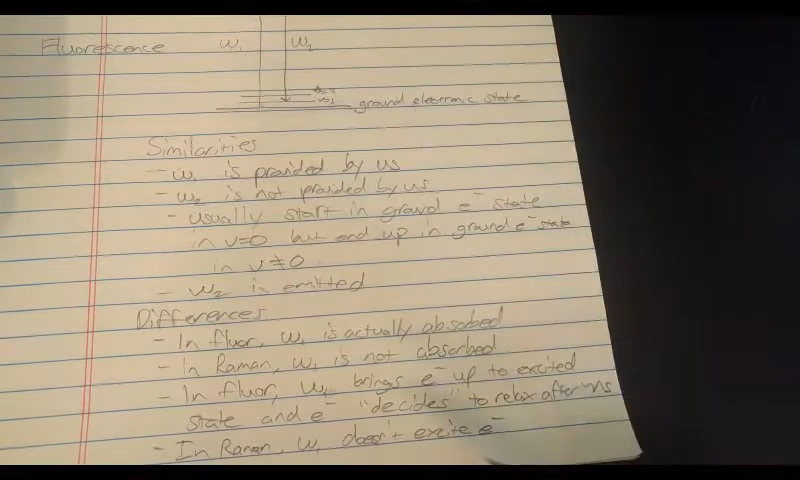 Fluorescence ω₁ ω₂
v=1 ground electronic state
Similarities
- ω₁ is provided by us
- ω₂ is not provided by us
- usually start in ground e⁻ state
in v=0 but end up in ground e⁻ state
in v≠0
- ω₂ is emitted
Differences
- In fluor, ω₁ is actually absorbed
- In Raman, ω₁ is not absorbed
- In fluor, ω₁ brings e⁻ up to excited
state and e⁻ "decides" to relax after ns
- In Raman, ω₁ doesn't excite e⁻